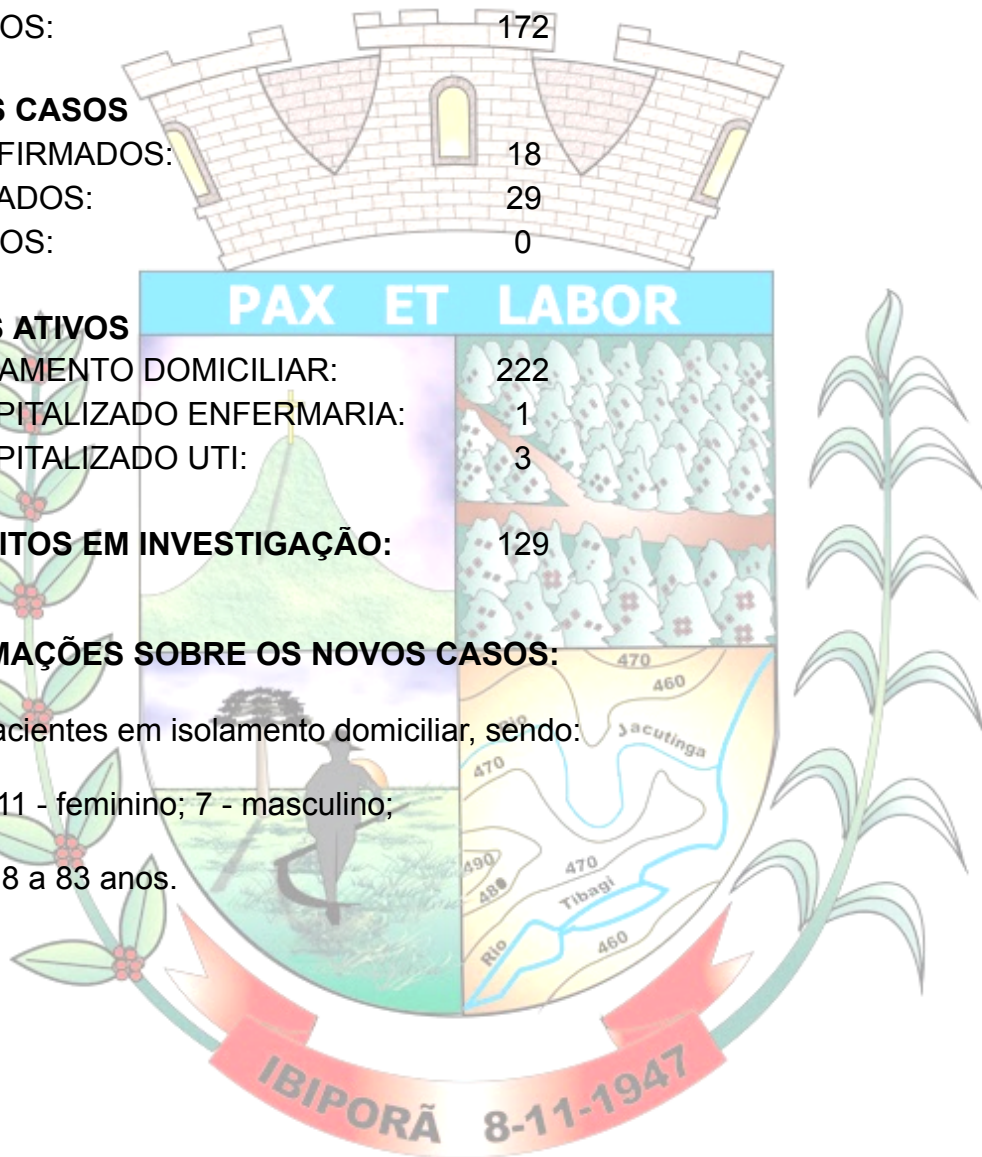 OS:
172
S CASOS
FIRMADOS:
18
ADOS:
29
OS:
0
PAX ET LABOR
S ATIVOS
AMENTO DOMICILIAR:
222
PITALIZADO ENFERMARIA:
1
PITALIZADO UTI:
3
ITOS EM INVESTIGAÇÃO:
129
MAÇÕES SOBRE OS NOVOS CASOS:
470
460
acientes em isolamento domiciliar, sendo:
Rio Jacutinga
470
11 - feminino; 7 - masculino;
490
480
470
8 a 83 anos.
Rio Tibagi
460
IBIPORÃ 8-11-1947